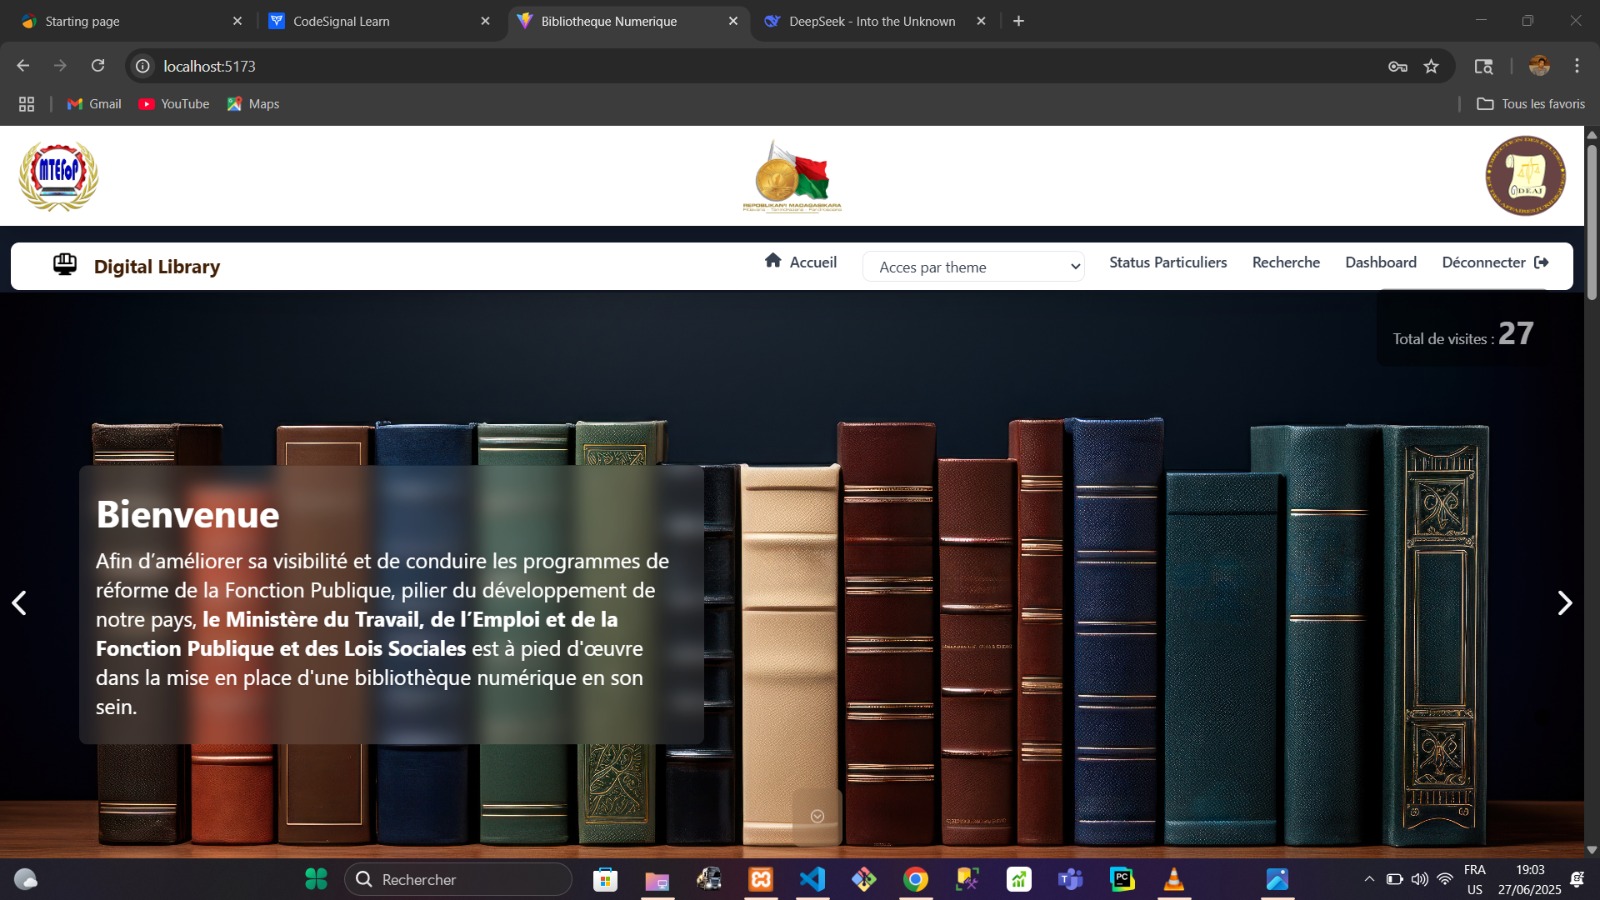 Starting page
CodeSignal Learn
Bibliotheque Numerique
DeepSeek - Into the Unknown
localhost:5173
Gmail
YouTube
Maps
Tous les favoris
MTEFoP
REPOBLIKAN'I MADAGASIKARA
DEAJ
Digital Library
Accueil
Acces par theme
Status Particuliers
Recherche
Dashboard
Déconnecter
Total de visites : 27
Bienvenue
Afin d’améliorer sa visibilité et de conduire les programmes de
réforme de la Fonction Publique, pilier du développement de
notre pays, le Ministère du Travail, de l’Emploi et de la
Fonction Publique et des Lois Sociales est à pied d'œuvre
dans la mise en place d'une bibliothèque numérique en son
sein.
Rechercher
PC
FRA
US
19:03
27/06/2025